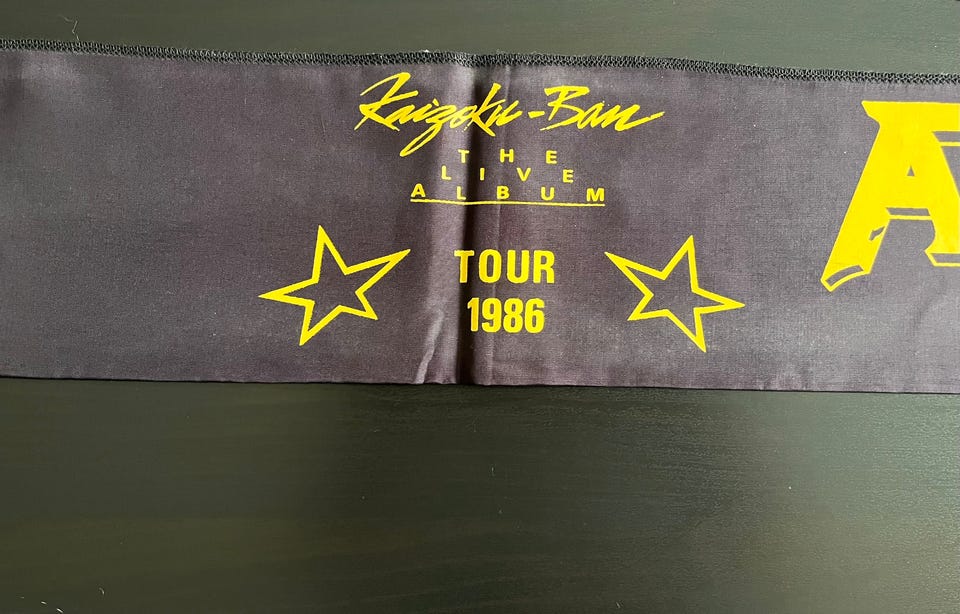 Kaizoku-Ban
THE
LIVE
ALBUM
TOUR
1986
A